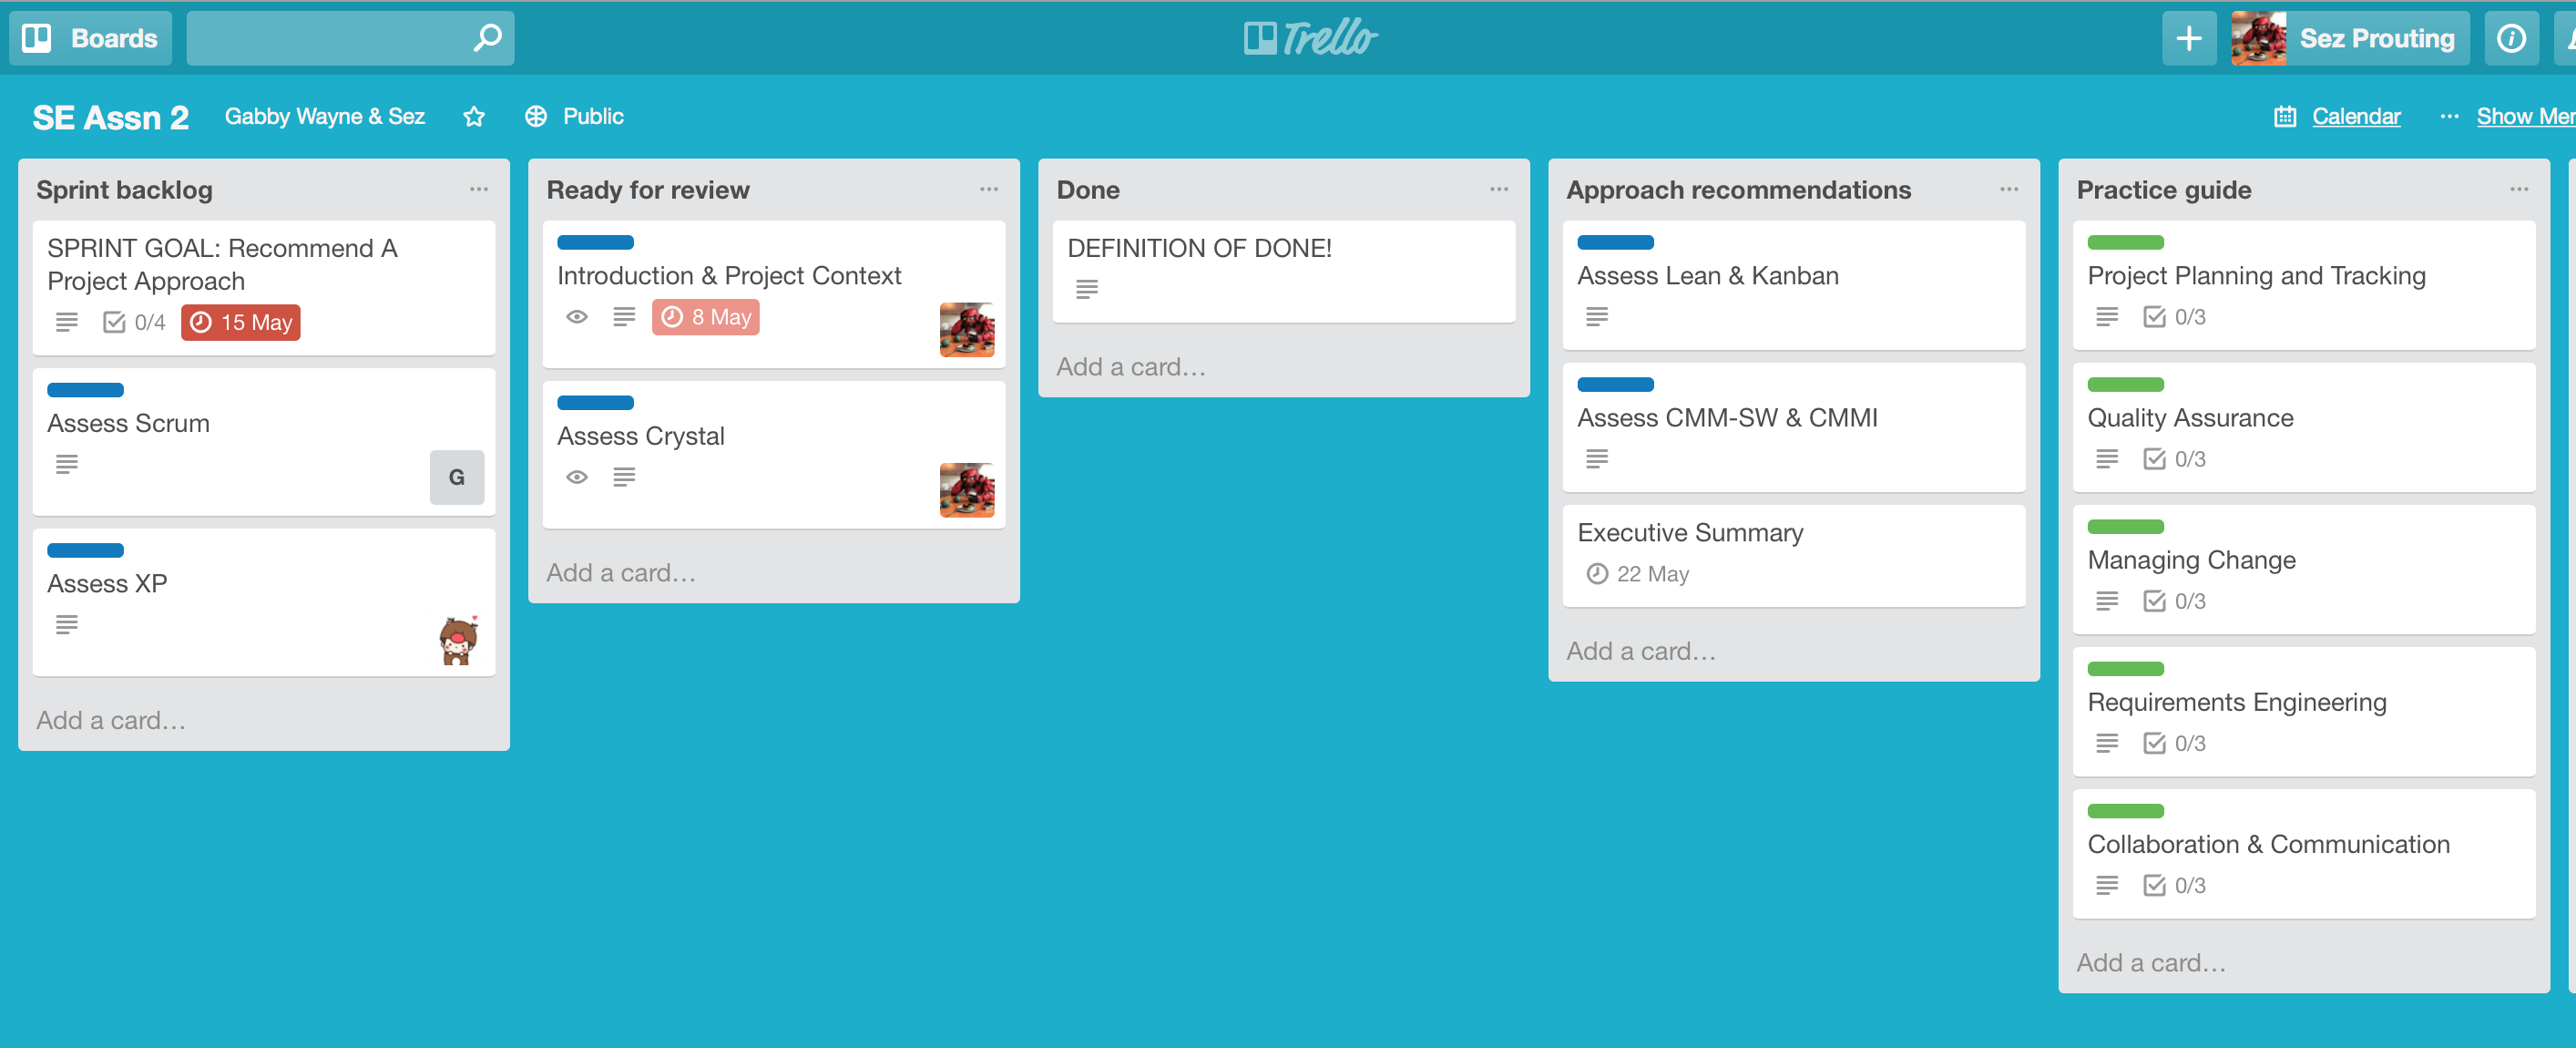 Boards
Trello
Sez Prouting
SE Assn 2
Gabby Wayne & Sez
Public
Calendar
Show
Sprint backlog
SPRINT GOAL: Recommend A
Project Approach
0/4
15 May
Assess Scrum
G
Assess XP
Add a card…
Ready for review
Introduction & Project Context
8 May
Assess Crystal
Add a card…
Done
DEFINITION OF DONE!
Add a card…
Approach recommendations
Assess Lean & Kanban
Assess CMM-SW & CMMI
Executive Summary
22 May
Add a card…
Practice guide
Project Planning and Tracking
0/3
Quality Assurance
0/3
Managing Change
0/3
Requirements Engineering
0/3
Collaboration & Communication
0/3
Add a card…